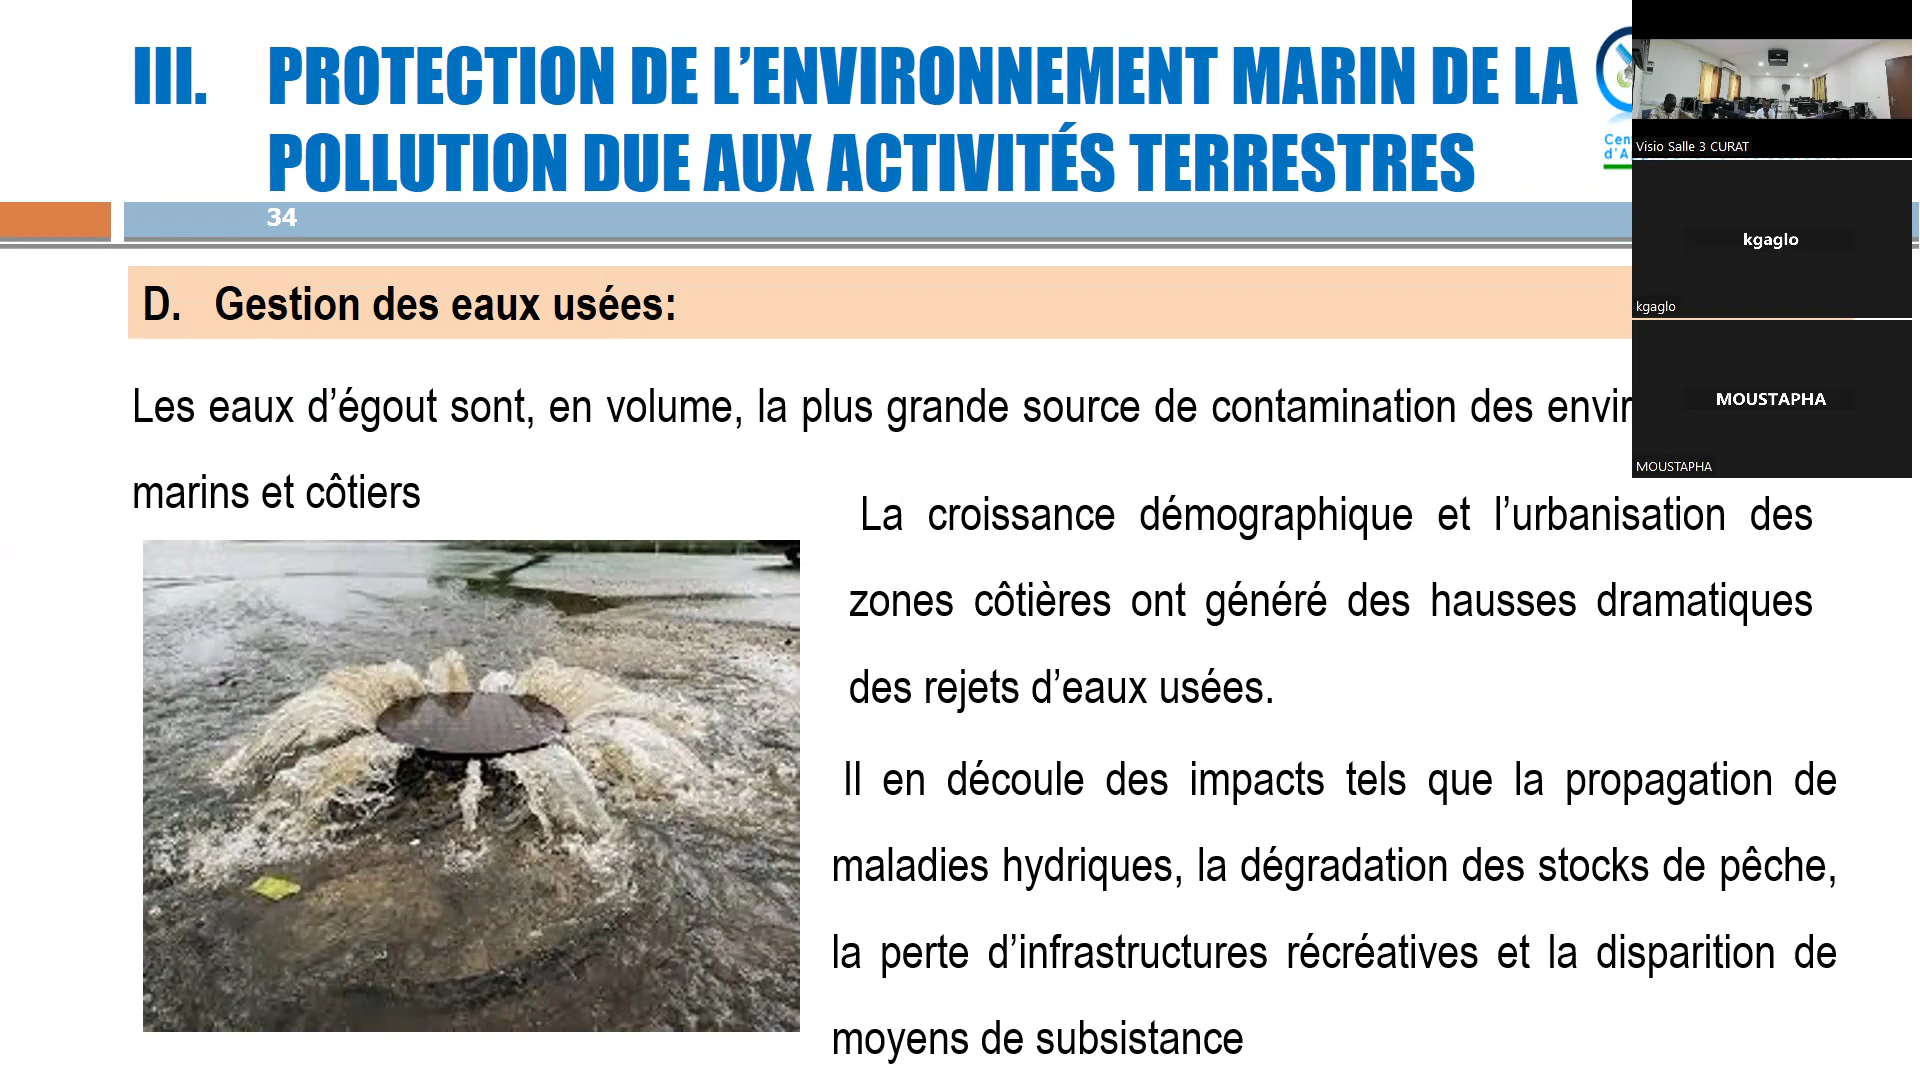 III. PROTECTION DE L’ENVIRONNEMENT MARIN DE LA
POLLUTION DUE AUX ACTIVITÉS TERRESTRES
34
D. Gestion des eaux usées:
Les eaux d’égout sont, en volume, la plus grande source de contamination des
marins et côtiers
La croissance démographique et l’urbanisation des
zones côtières ont généré des hausses dramatiques
des rejets d’eaux usées.
Il en découle des impacts tels que la propagation de
maladies hydriques, la dégradation des stocks de pêche,
la perte d’infrastructures récréatives et la disparition de
moyens de subsistance
Visio Salle 3 CURAT
kgaglo
kgaglo
MOUSTAPHA
MOUSTAPHA